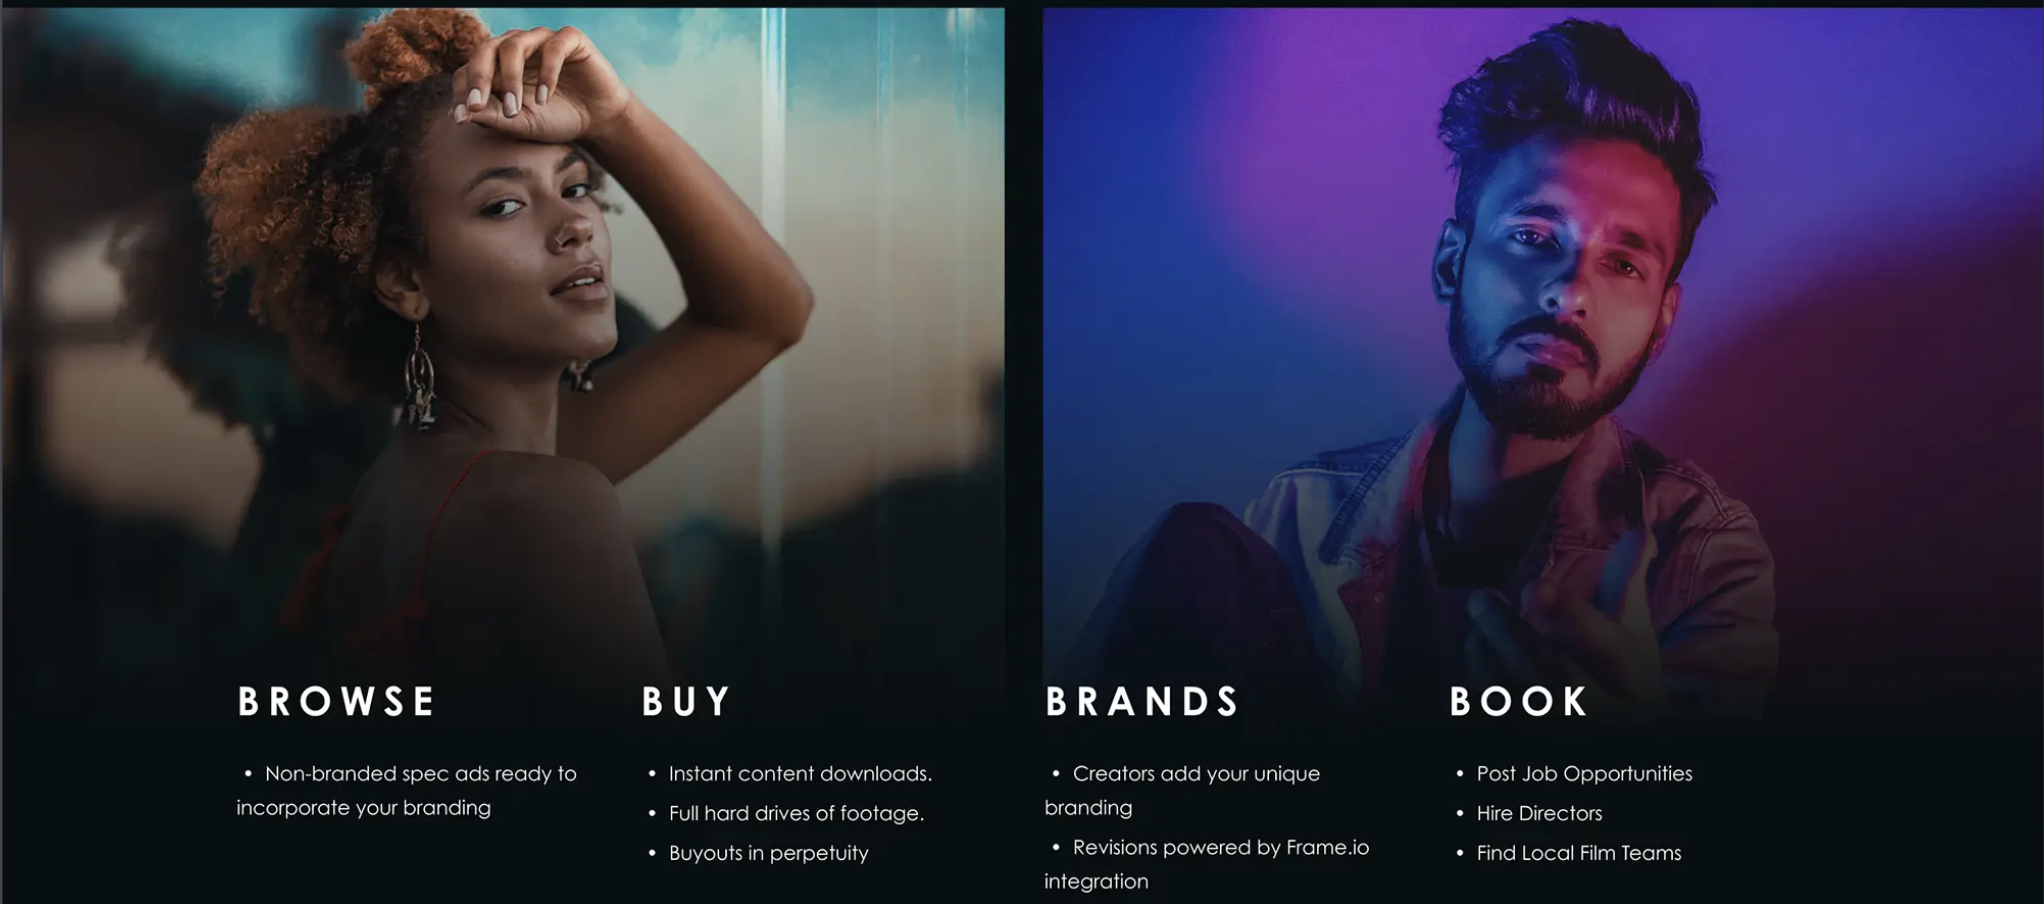 BROWSE
• Non-branded spec ads ready to
incorporate your branding
BUY
• Instant content downloads.
• Full hard drives of footage.
• Buyouts in perpetuity
BRANDS
• Creators add your unique
branding
• Revisions powered by Frame.io
integration
BOOK
• Post Job Opportunities
• Hire Directors
• Find Local Film Teams